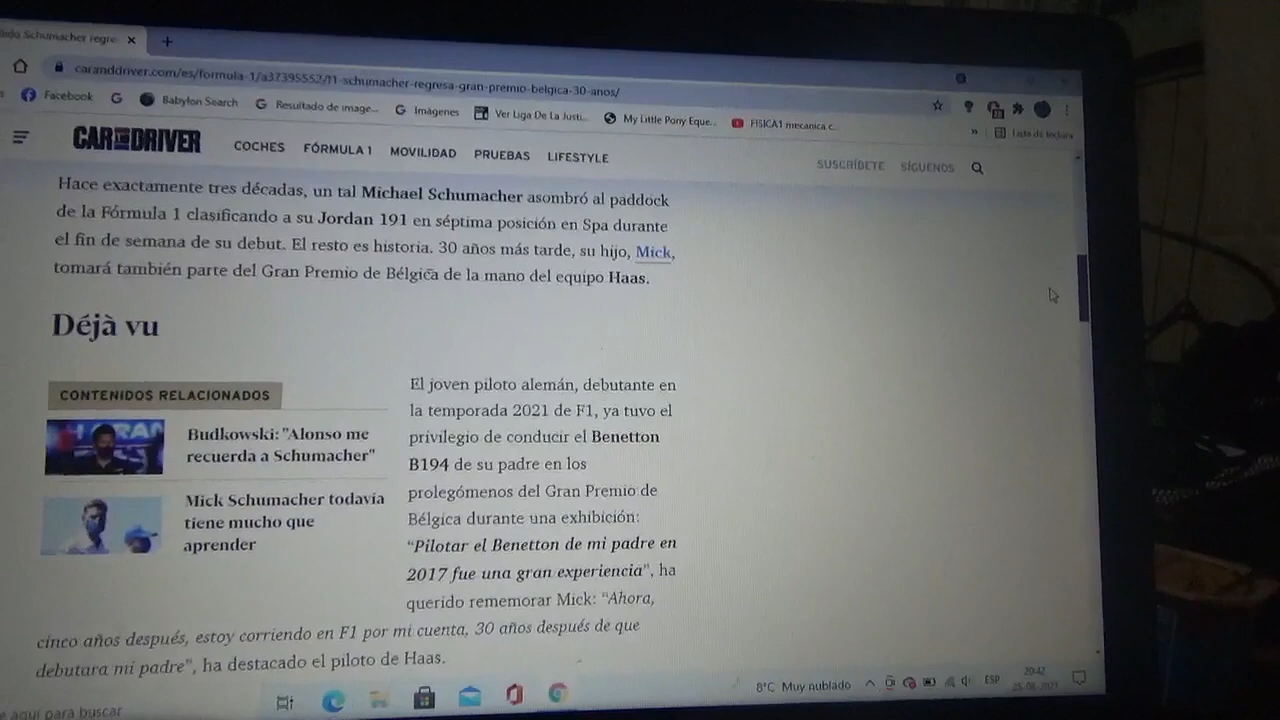 Schumacher regre
caranddriver.com/es/formula-1/a37395552/f1-schumacher-regresa-gran-premio-belgica-30-anos/
Facebook
Babylon Search
Resultado de image...
Imágenes
Ver Liga De La Justi...
My Little Pony Eque...
FISICA1 mecanica c...
»
Lista de lectura
CAR AND DRIVER
COCHES
FÓRMULA 1
MOVILIDAD
PRUEBAS
LIFESTYLE
SUSCRÍBETE
SÍGUENOS
Hace exactamente tres décadas, un tal Michael Schumacher asombró al paddock
de la Fórmula 1 clasificando a su Jordan 191 en séptima posición en Spa durante
el fin de semana de su debut. El resto es historia. 30 años más tarde, su hijo, Mick,
tomará también parte del Gran Premio de Bélgica de la mano del equipo Haas.
Déjà vu
CONTENIDOS RELACIONADOS
Budkowski: "Alonso me
recuerda a Schumacher"
Mick Schumacher todavía
tiene mucho que
aprender
El joven piloto alemán, debutante en
la temporada 2021 de F1, ya tuvo el
privilegio de conducir el Benetton
B194 de su padre en los
prolegómenos del Gran Premio de
Bélgica durante una exhibición:
“Pilotar el Benetton de mi padre en
2017 fue una gran experiencia”, ha
querido rememorar Mick: “Ahora,
cinco años después, estoy corriendo en F1 por mi cuenta, 30 años después de que
debutara mi padre”, ha destacado el piloto de Haas.
aquí para buscar
8°C Muy nublado
ESP
20:42
25-08-2021